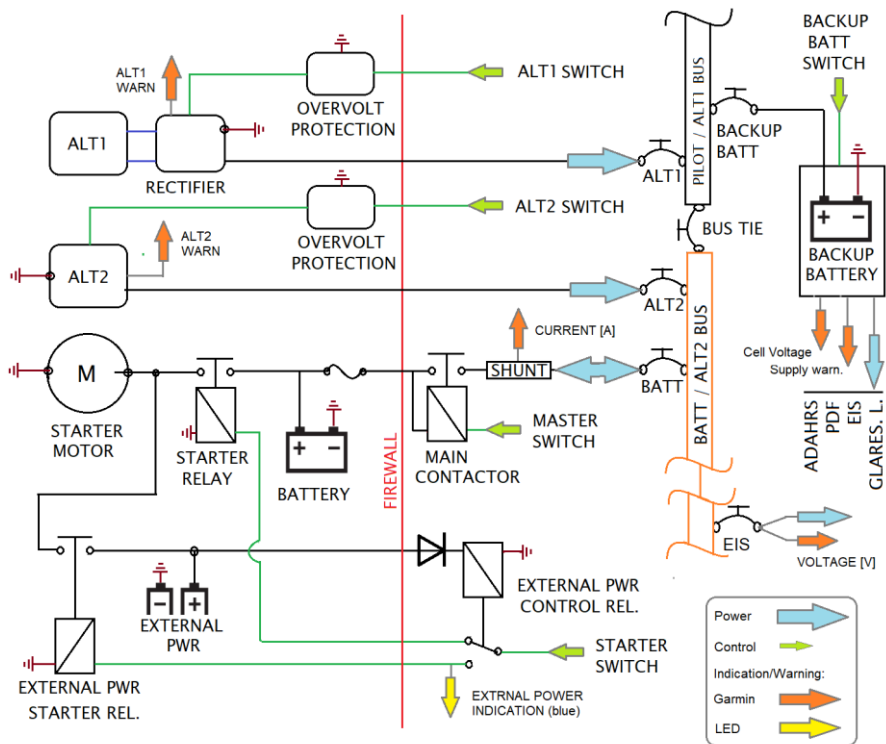 ALT1
WARN
ALT1 SWITCH
OVERVOLT
PROTECTION
ALT1
RECTIFIER
ALT1
PILOT / ALT1 BUS
BACKUP
BATT
SWITCH
BACKUP
BATT
ALT2
WARN
ALT2 SWITCH
OVERVOLT
PROTECTION
BUS TIE
+ −
BACKUP
BATTERY
ALT2
ALT2
CURRENT [A]
SHUNT
BATT
BATT / ALT2 BUS
Cell Voltage
Supply warn.
ADAHRS
PDF
EIS
GLARES. L.
M
STARTER
MOTOR
STARTER
RELAY
+ −
BATTERY
FIREWALL
MAIN
CONTACTOR
MASTER
SWITCH
EIS
VOLTAGE [V]
− +
EXTERNAL
PWR
EXTERNAL PWR
CONTROL REL.
STARTER
SWITCH
EXTERNAL PWR
STARTER REL.
EXTRNAL POWER
INDICATION (blue)
Power
Control
Indication/Warning:
Garmin
LED